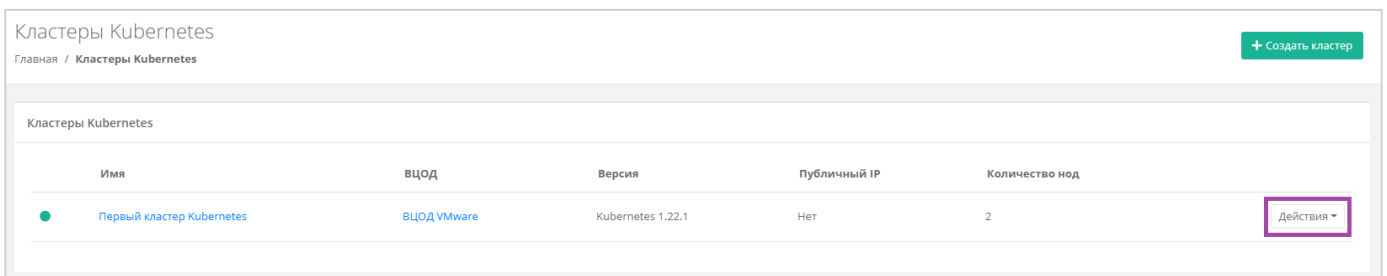 Кластеры Kubernetes
Главная / Кластеры Kubernetes
+ Создать кластер
Кластеры Kubernetes
Имя ВЦОД Версия Публичный IP Количество нод
Первый кластер Kubernetes ВЦОД VMware Kubernetes 1.22.1 Нет 2 Действия